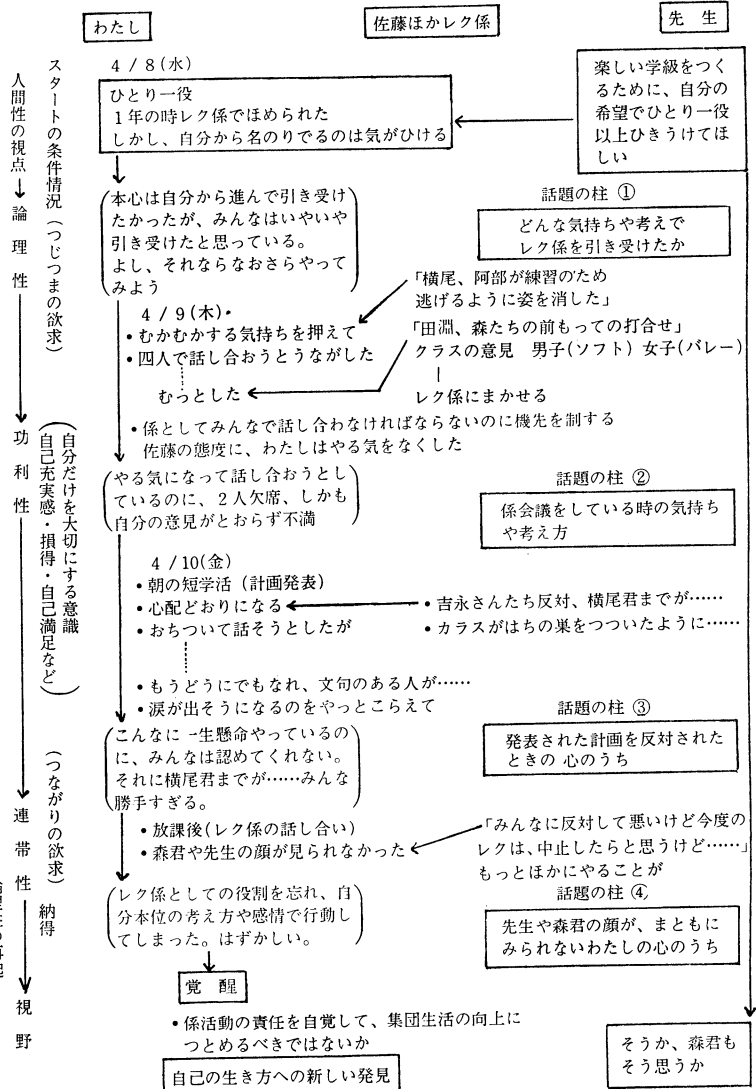 わたし
佐藤ほかレク係
先生
4/8(水)
ひとり一役
1年の時レク係でほめられた
しかし、自分から名のりでるのは気がひける
楽しい学級をつく
るために、自分の
希望でひとり一役
以上ひきうけてほ
しい
人間性の視点→論理性
スタートの条件情況(つじつまの欲求)
(本心は自分から進んで引き受け
たかったが、みんなはいやいや
引き受けたと思っている。
よし、それならなおさらやって
みよう)
話題の柱 ①
どんな気持ちや考えで
レク係を引き受けたか
4/9(木)・
・むかむかする気持ちを押えて
・四人で話し合おうとうながした
むっとした
「横尾、阿部が練習のため
逃げるように姿を消した」
「田淵、森たちの前もっての打合せ」
クラスの意見 男子(ソフト) 女子(バレー)
|
レク係にまかせる
・係としてみんなで話し合わなければならないのに機先を制する
佐藤の態度に、わたしはやる気をなくした
功利性
(自分だけを大切にする意識
自己充実感・損得・自己満足など)
(やる気になって話し合おうとし
ているのに、2人欠席、しかも
自分の意見がとおらず不満)
話題の柱 ②
係会議をしている時の気持ち
や考え方
4/10(金)
・朝の短学活(計画発表)
・心配どおりになる
・おちついて話そうとしたが
・吉永さんたち反対、横尾君までが……
・カラスがはちの巣をつついたように……
・もうどうにでもなれ、文句のある人が……
・涙が出そうになるのをやっとこらえて
(こんなに一生懸命やっているの
に、みんなは認めてくれない。
それに横尾君までが……みんな
勝手すぎる。)
話題の柱 ③
発表された計画を反対された
ときの 心のうち
連帯性
(つながりの欲求) 納得
・放課後(レク係の話し合い)
・森君や先生の顔が見られなかった
「みんなに反対して悪いけど今度の
レクは、中止したらと思うけど……」
もっとほかにやることが
(レク係としての役割を忘れ、自
分本位の考え方や感情で行動し
てしまった。はずかしい。)
話題の柱 ④
先生や森君の顔が、まともに
みられないわたしの心のうち
覚醒
視野
・係活動の責任を自覚して、集団生活の向上に
つとめるべきではないか
自己の生き方への新しい発見
そうか、森君も
そう思うか